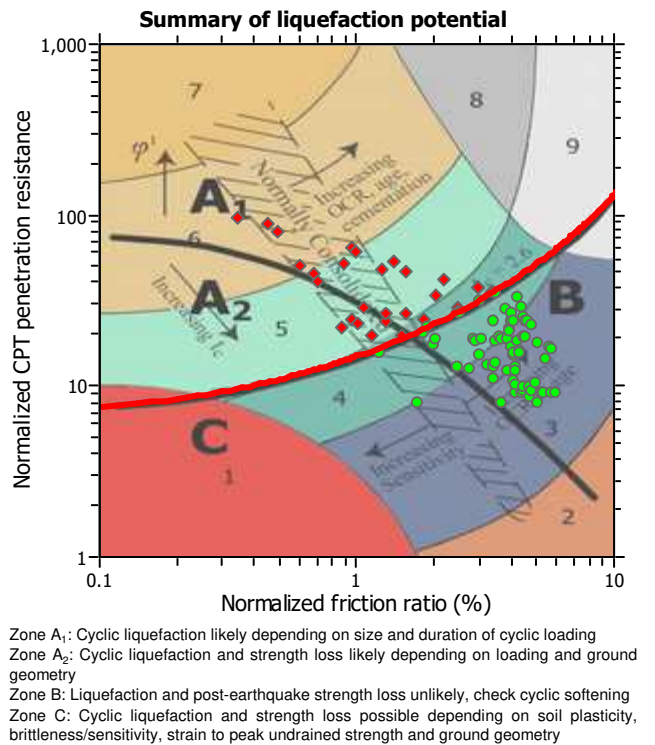 Summary of liquefaction potential
Normalized CPT penetration resistance
1,000
100
10
1
0.1
1
10
Normalized friction ratio (%)
7
8
9
φ'
A1
Normally Consolidated
Increasing
OCR, age,
cementation
6
A2
Increasing Ic
5
= 2.6
B
4
C
1
Increasing
Sensitivity
3
2
Zone A1: Cyclic liquefaction likely depending on size and duration of cyclic loading
Zone A2: Cyclic liquefaction and strength loss likely depending on loading and ground
geometry
Zone B: Liquefaction and post-earthquake strength loss unlikely, check cyclic softening
Zone C: Cyclic liquefaction and strength loss possible depending on soil plasticity,
brittleness/sensitivity, strain to peak undrained strength and ground geometry